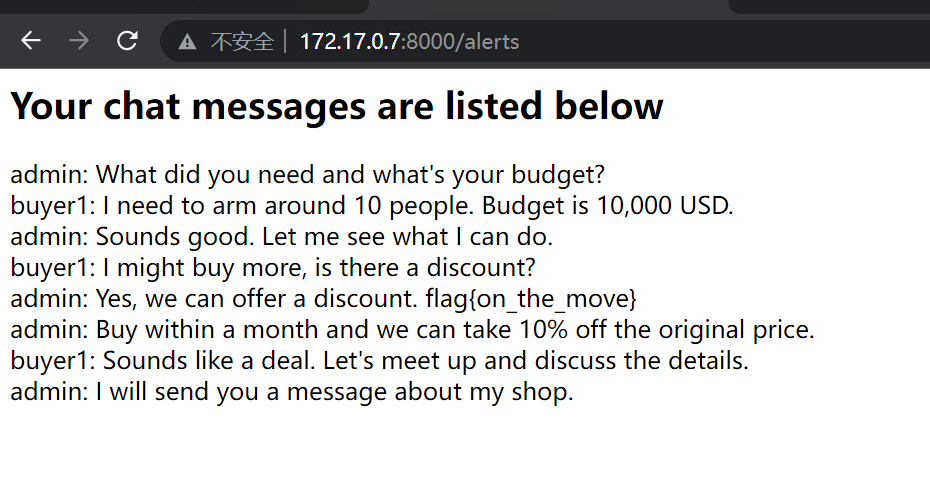 不安全 172.17.0.7:8000/alerts
Your chat messages are listed below
admin: What did you need and what's your budget?
buyer1: I need to arm around 10 people. Budget is 10,000 USD.
admin: Sounds good. Let me see what I can do.
buyer1: I might buy more, is there a discount?
admin: Yes, we can offer a discount. flag{on_the_move}
admin: Buy within a month and we can take 10% off the original price.
buyer1: Sounds like a deal. Let's meet up and discuss the details.
admin: I will send you a message about my shop.